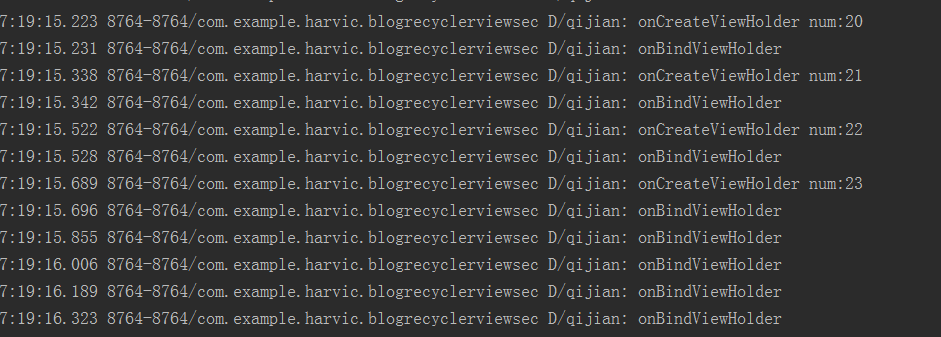 7:19:15.223 8764-8764/com.example.harvic.blogrecyclerviewsec D/qijian: onCreateViewHolder num:20
7:19:15.231 8764-8764/com.example.harvic.blogrecyclerviewsec D/qijian: onBindViewHolder
7:19:15.338 8764-8764/com.example.harvic.blogrecyclerviewsec D/qijian: onCreateViewHolder num:21
7:19:15.342 8764-8764/com.example.harvic.blogrecyclerviewsec D/qijian: onBindViewHolder
7:19:15.522 8764-8764/com.example.harvic.blogrecyclerviewsec D/qijian: onCreateViewHolder num:22
7:19:15.528 8764-8764/com.example.harvic.blogrecyclerviewsec D/qijian: onBindViewHolder
7:19:15.689 8764-8764/com.example.harvic.blogrecyclerviewsec D/qijian: onCreateViewHolder num:23
7:19:15.696 8764-8764/com.example.harvic.blogrecyclerviewsec D/qijian: onBindViewHolder
7:19:15.855 8764-8764/com.example.harvic.blogrecyclerviewsec D/qijian: onBindViewHolder
7:19:16.006 8764-8764/com.example.harvic.blogrecyclerviewsec D/qijian: onBindViewHolder
7:19:16.189 8764-8764/com.example.harvic.blogrecyclerviewsec D/qijian: onBindViewHolder
7:19:16.323 8764-8764/com.example.harvic.blogrecyclerviewsec D/qijian: onBindViewHolder